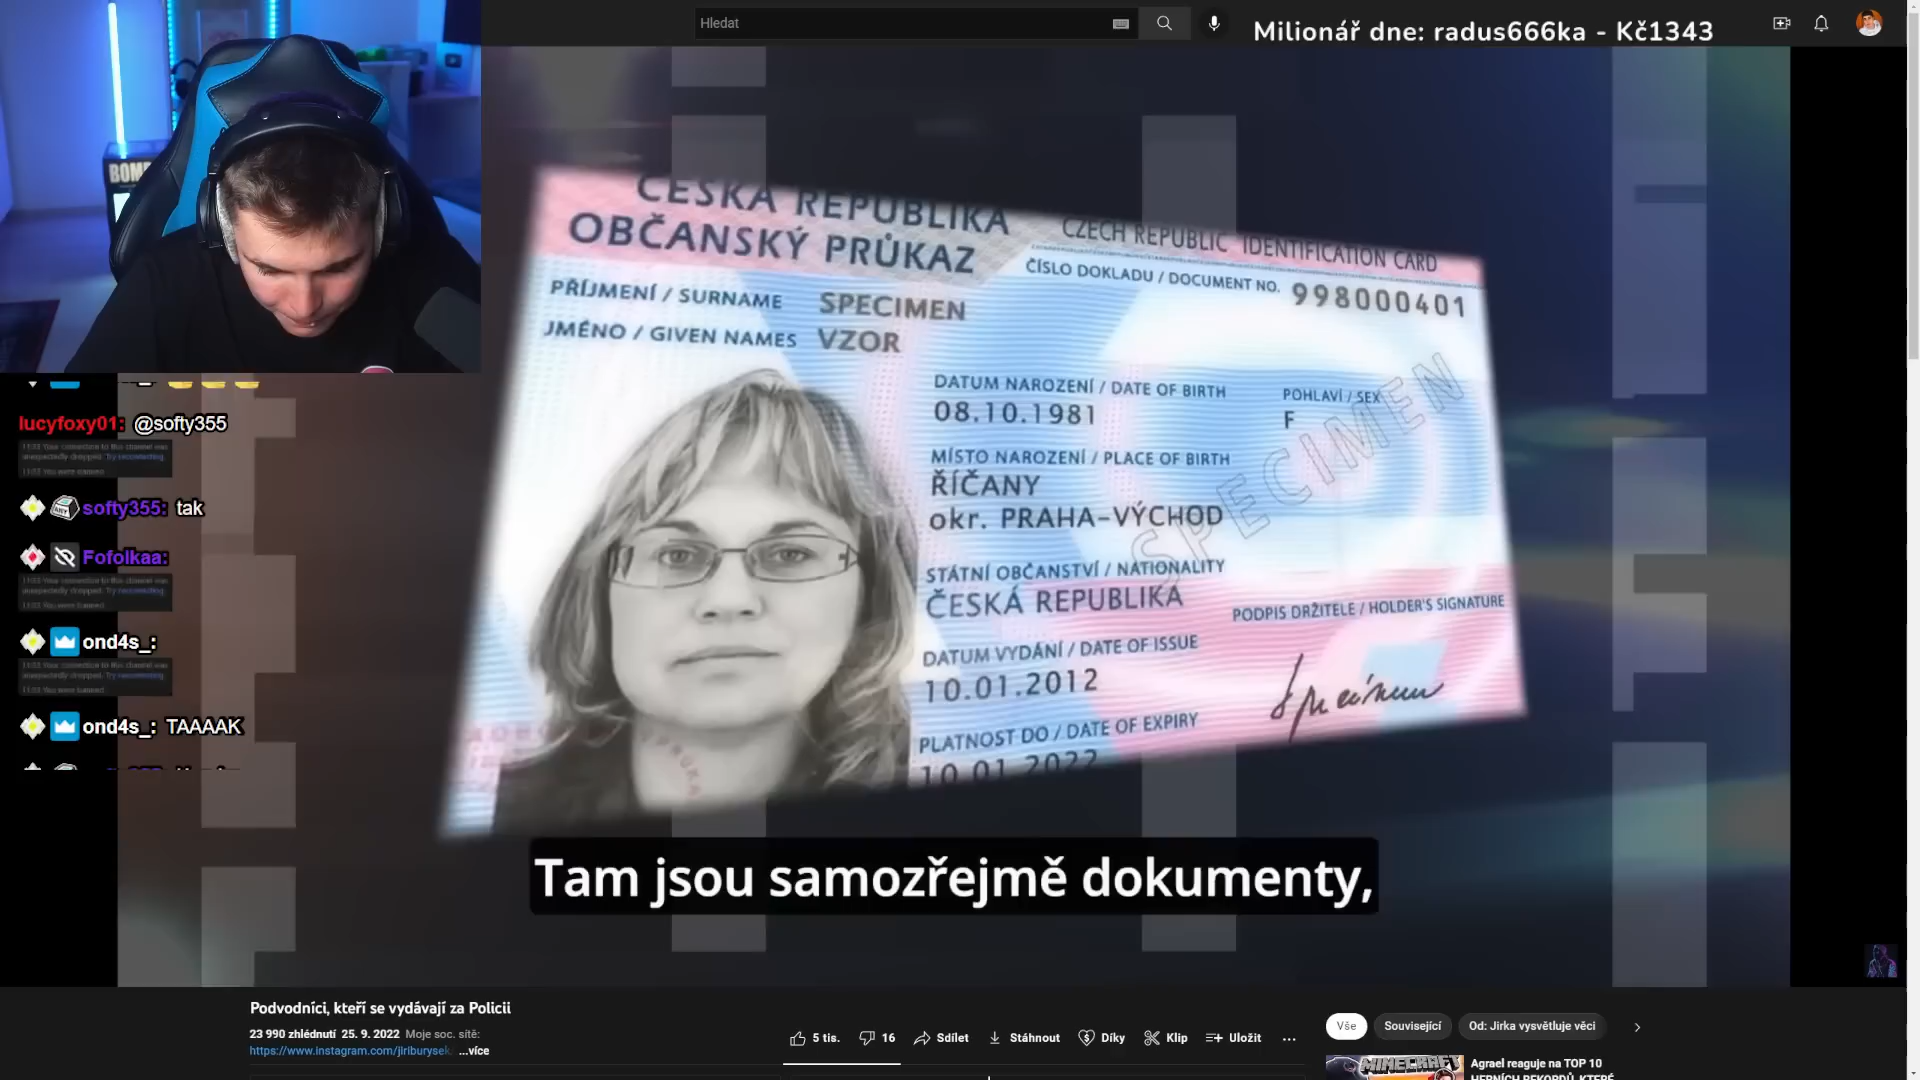 Hledat
Milionář dne: radus666ka - Kč1343
BOM
ČESKÁ REPUBLIKA
OBČANSKÝ PRŮKAZ
CZECH REPUBLIC IDENTIFICATION CARD
ČÍSLO DOKLADU / DOCUMENT NO. 998000401
PŘÍJMENÍ / SURNAME SPECIMEN
JMÉNO / GIVEN NAMES VZOR
DATUM NAROZENÍ / DATE OF BIRTH
08.10.1981
POHLAVÍ / SEX
F
MÍSTO NAROZENÍ / PLACE OF BIRTH
ŘÍČANY
okr. PRAHA-VÝCHOD
SPECIMEN
STÁTNÍ OBČANSTVÍ / NATIONALITY
ČESKÁ REPUBLIKA
PODPIS DRŽITELE / HOLDER'S SIGNATURE
Specimen
DATUM VYDÁNÍ / DATE OF ISSUE
10.01.2012
PLATNOST DO / DATE OF EXPIRY
10.01.2022
lucyfoxy01: @softy355
softy355: tak
Fofolkaa:
ond4s_:
ond4s_: TAAAAK
Tam jsou samozřejmě dokumenty,
Podvodníci, kteří se vydávají za Policii
23 990 zhlédnutí 25. 9. 2022 Moje soc. sítě:
https://www.instagram.com/jiriburysek ...více
5 tis. 16 Sdílet Stáhnout Díky Klip Uložit ...
Vše Související Od: Jirka vysvětluje věci
MINECRAFT
Agrael reaguje na TOP 10
HERNÍCH REKORDŮ, KTERÉ